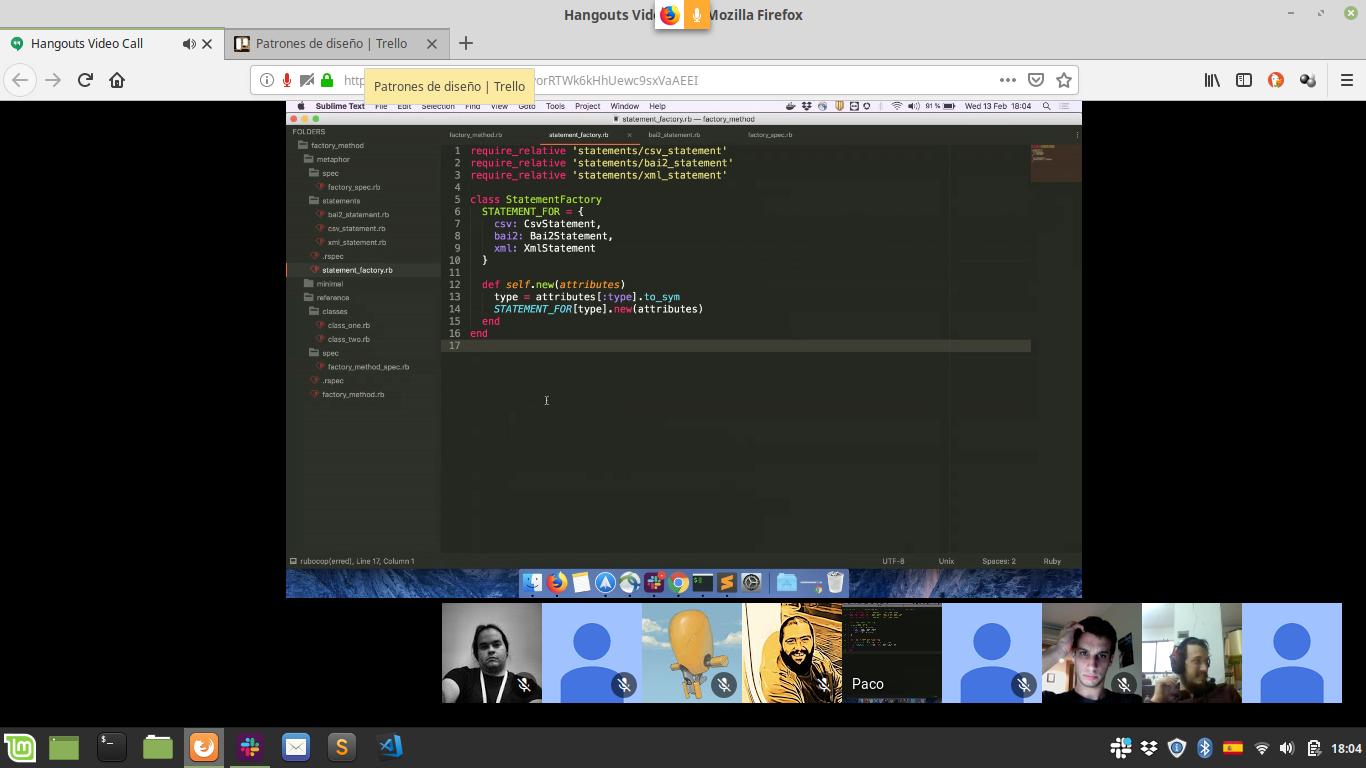 Hangouts Vid Mozilla Firefox
Hangouts Video Call
Patrones de diseño | Trello
http vorRTWk6kHhUewc9sxVaAEEI
Patrones de diseño | Trello
Sublime Text File Edit Selection Find View Goto Tools Project Window Help 91 % Wed 13 Feb 18:04
statement_factory.rb — factory_method
FOLDERS
factory_method
metaphor
spec
factory_spec.rb
statements
bai2_statement.rb
csv_statement.rb
xml_statement.rb
.rspec
statement_factory.rb
minimal
reference
classes
class_one.rb
class_two.rb
spec
factory_method_spec.rb
.rspec
factory_method.rb
factory_method.rb statement_factory.rb bai2_statement.rb factory_spec.rb
1 require_relative 'statements/csv_statement'
2 require_relative 'statements/bai2_statement'
3 require_relative 'statements/xml_statement'
4
5 class StatementFactory
6 STATEMENT_FOR = {
7 csv: CsvStatement,
8 bai2: Bai2Statement,
9 xml: XmlStatement
10 }
11
12 def self.new(attributes)
13 type = attributes[:type].to_sym
14 STATEMENT_FOR[type].new(attributes)
15 end
16 end
17
rubocop(erred), Line 17, Column 1 UTF-8 Unix Spaces: 2 Ruby
Paco
18:04